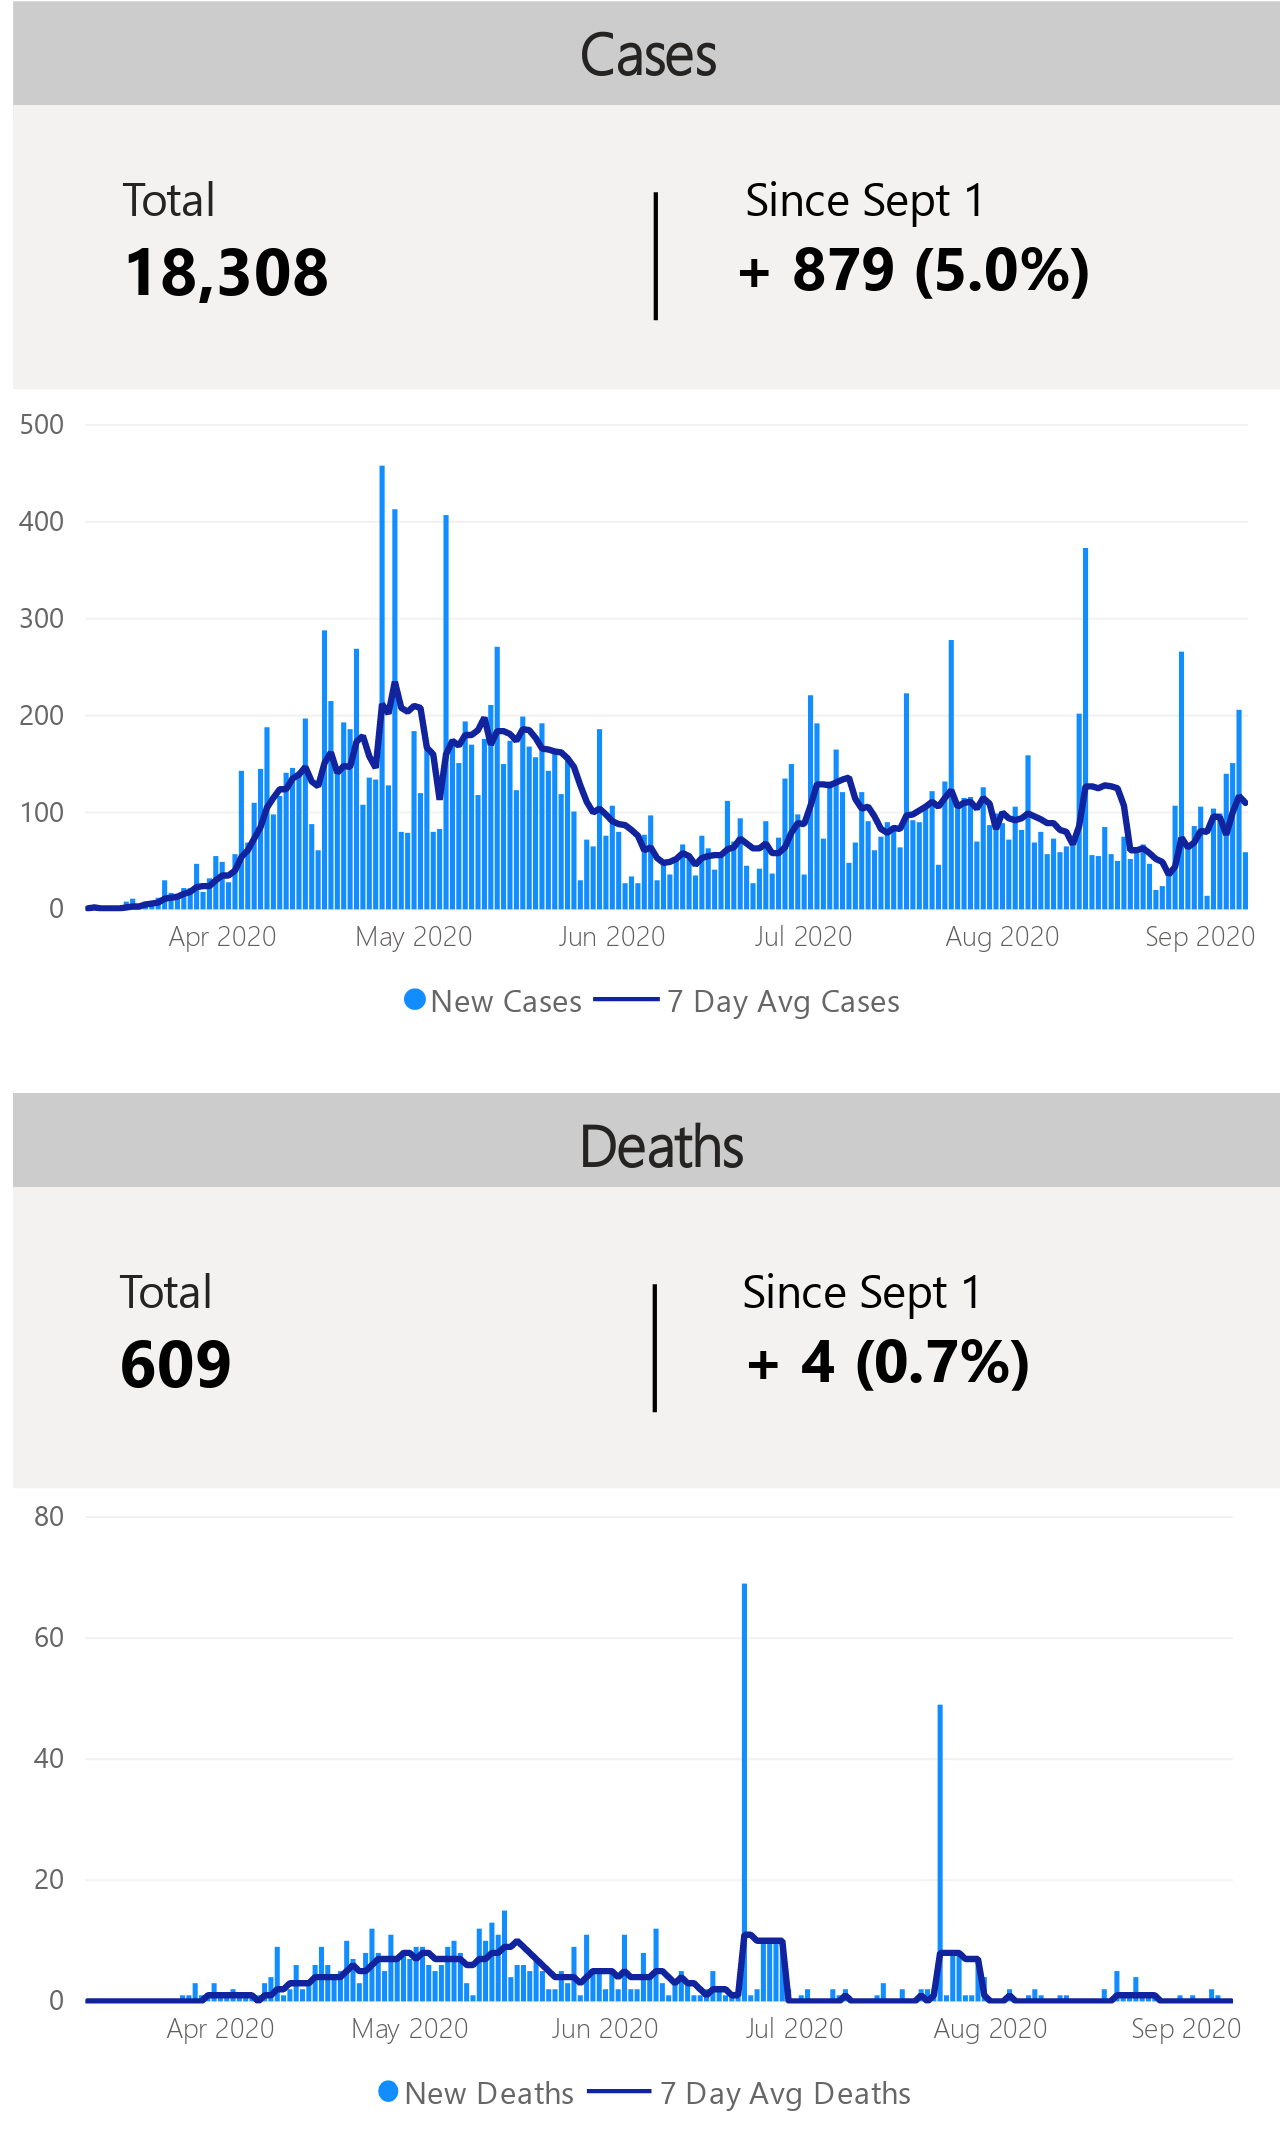 Cases
Total
Since Sept 1
18,308
+ 879 (5.0%)
500
400
300
200
100
0
Apr 2020
May 2020
Jun 2020
Jul 2020
Aug 2020
Sep 2020
New Cases
7 Day Avg Cases
Deaths
Total
Since Sept 1
609
+ 4 (0.7%)
80
60
40
20
0
Apr 2020
May 2020
Jun 2020
Jul 2020
Aug 2020
Sep 2020
New Deaths
7 Day Avg Deaths